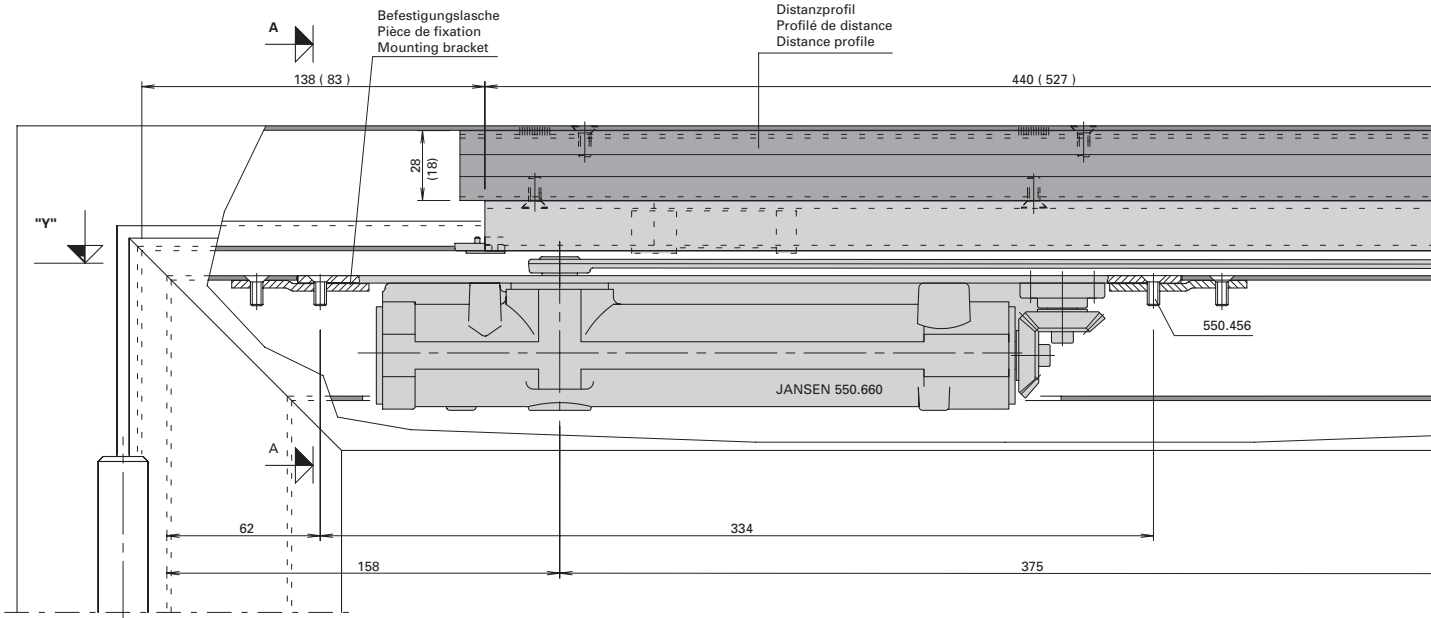 Befestigungslasche
Pièce de fixation
Mounting bracket
Distanzprofil
Profilé de distance
Distance profile
A
138 ( 83 )
440 ( 527 )
28
(18)
"Y"
550.456
JANSEN 550.660
A
62
334
158
375